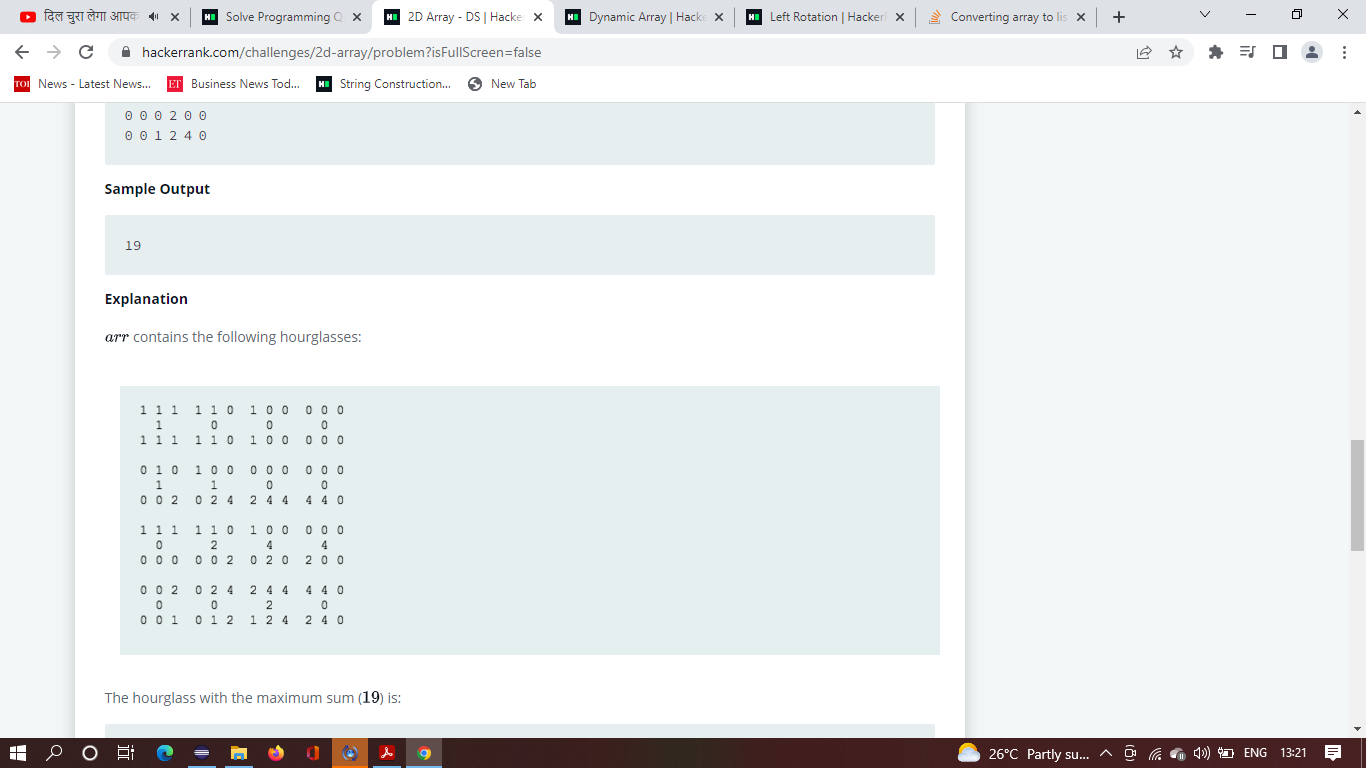 दिल चुरा लेगा आपक
Solve Programming Q
2D Array - DS | Hacke
Dynamic Array | Hacke
Left Rotation | Hacker
Converting array to lis
hackerrank.com/challenges/2d-array/problem?isFullScreen=false
TOI News - Latest News... ET Business News Tod... String Construction... New Tab
0 0 0 2 0 0
0 0 1 2 4 0
Sample Output
19
Explanation
arr contains the following hourglasses:
1 1 1 1 1 0 1 0 0 0 0 0
1 0 0 0
1 1 1 1 1 0 1 0 0 0 0 0
0 1 0 1 0 0 0 0 0 0 0 0
1 1 0 0
0 0 2 0 2 4 2 4 4 4 4 0
1 1 1 1 1 0 1 0 0 0 0 0
0 2 4 4
0 0 0 0 0 2 0 2 0 2 0 0
0 0 2 0 2 4 2 4 4 4 4 0
0 0 2 0
0 0 1 0 1 2 1 2 4 2 4 0
The hourglass with the maximum sum (19) is:
26°C Partly su... ENG 13:21